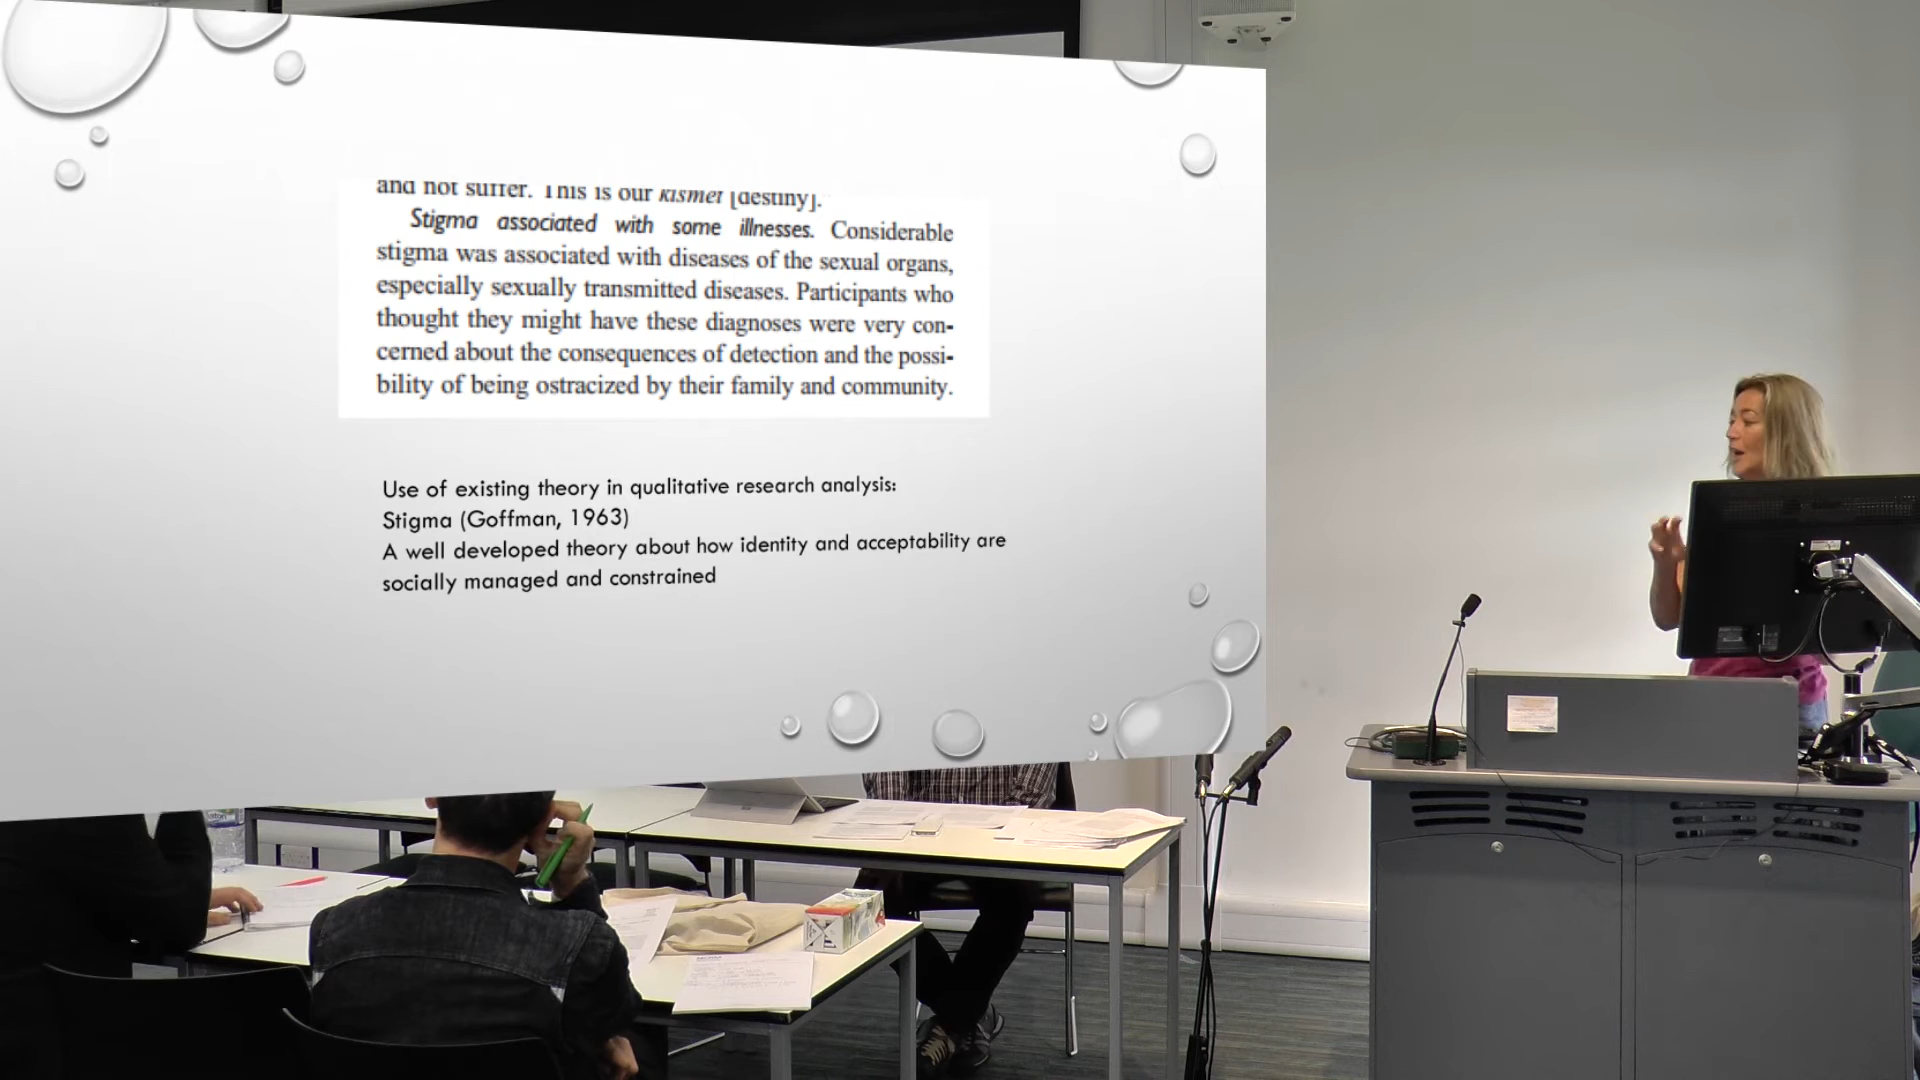 and not suffer. This is our kismet [destiny].
Stigma associated with some illnesses. Considerable
stigma was associated with diseases of the sexual organs,
especially sexually transmitted diseases. Participants who
thought they might have these diagnoses were very con-
cerned about the consequences of detection and the possi-
bility of being ostracized by their family and community.
Use of existing theory in qualitative research analysis:
Stigma (Goffman, 1963)
A well developed theory about how identity and acceptability are
socially managed and constrained